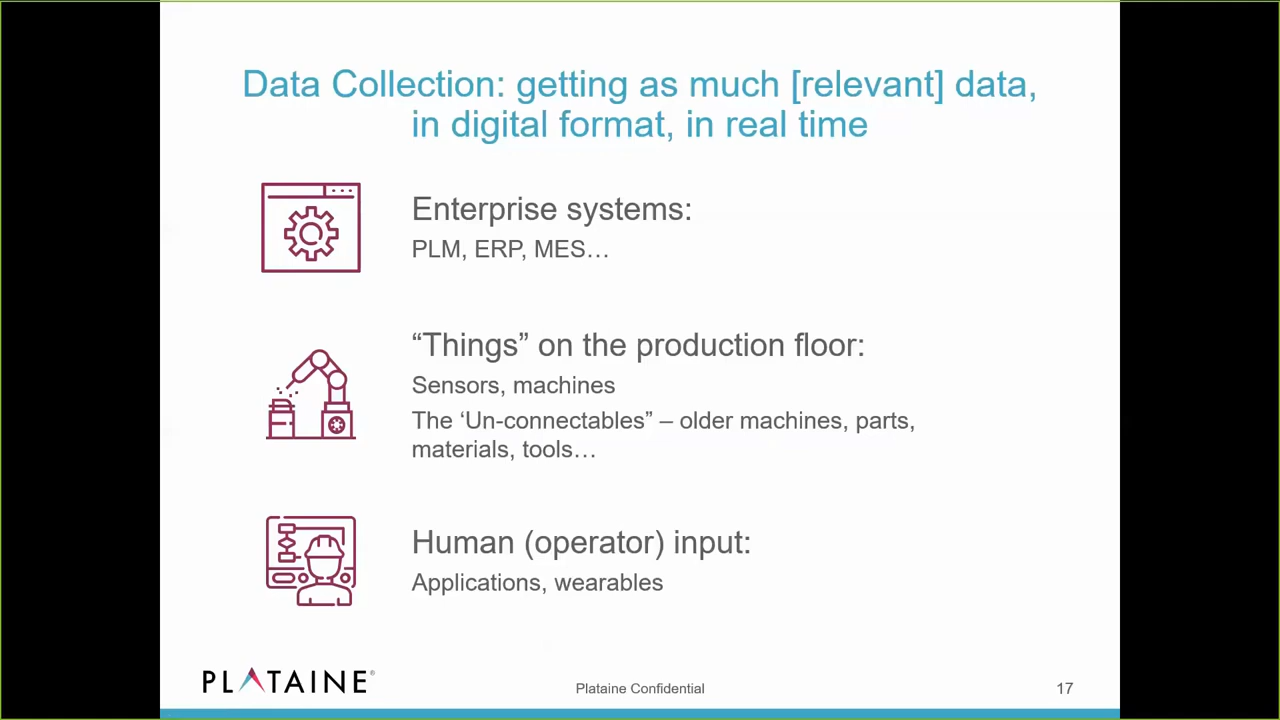 Data Collection: getting as much [relevant] data,
in digital format, in real time
Enterprise systems:
PLM, ERP, MES…
“Things” on the production floor:
Sensors, machines
The ‘Un-connectables” – older machines, parts,
materials, tools…
Human (operator) input:
Applications, wearables
PLATAINE®
Plataine Confidential
17